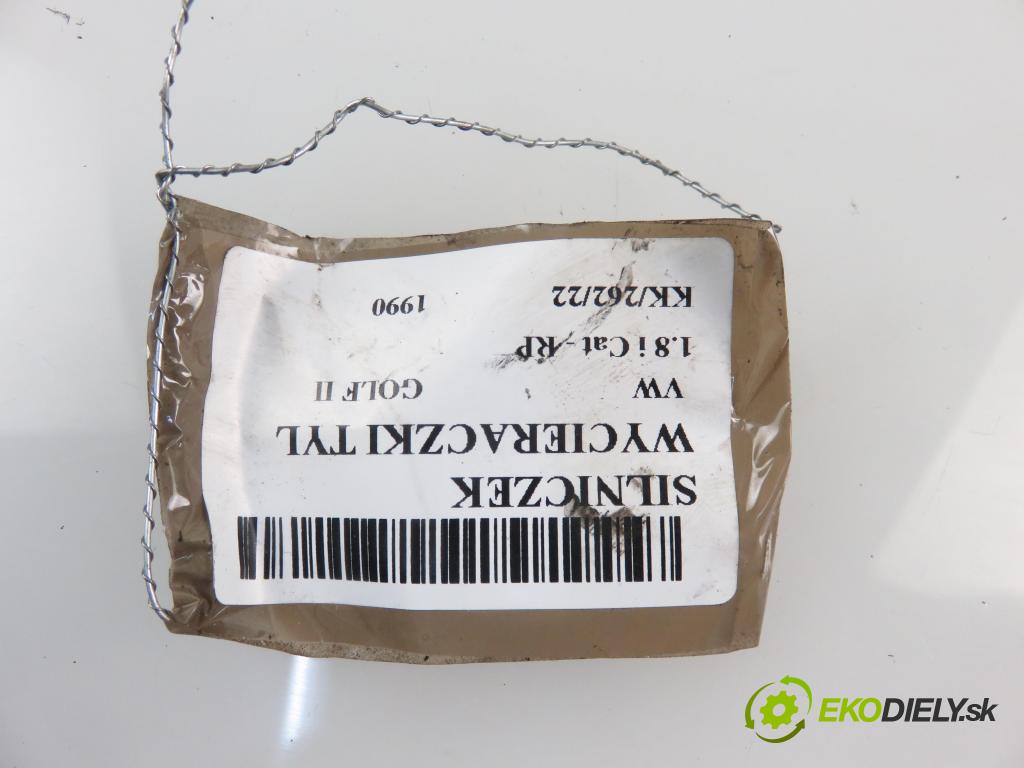 SILNICZEK
WYCIERACZKI TYL
VW GOLF II
1.8 i Cat - RP
KK/262/22 1990
EKODIELY.sk